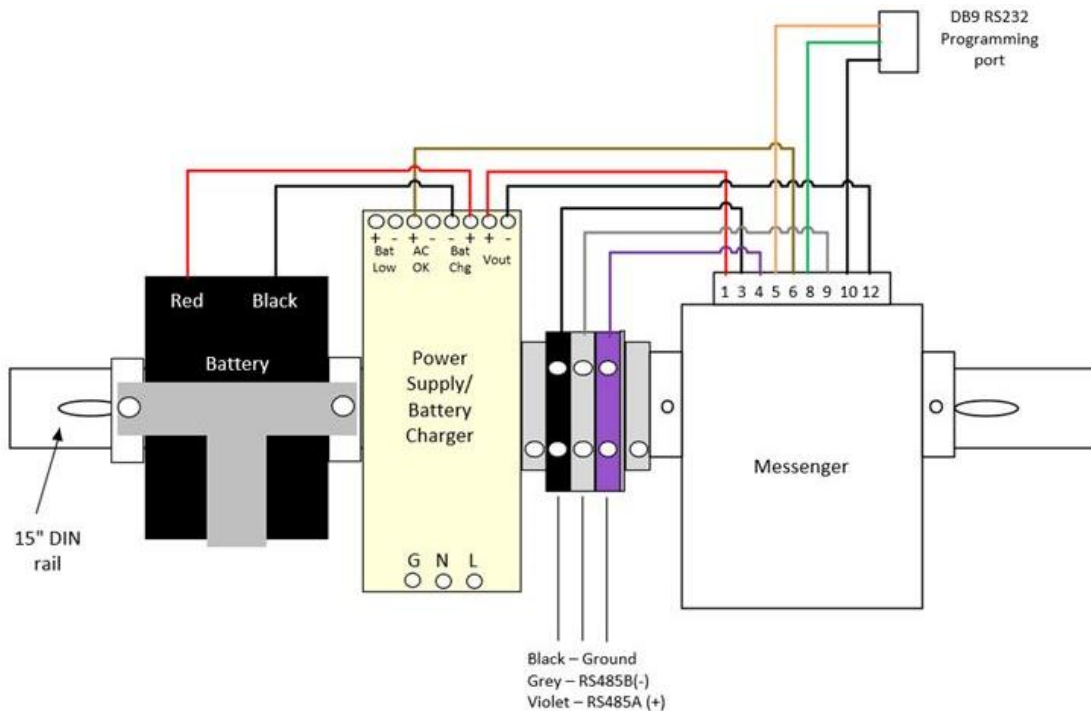 DB9 RS232
Programming
port
+ - + - - + + -
Bat AC Bat Vout
Low OK Chg
1 3 4 5 6 8 9 10 12
Red Black
Battery
Power
Supply/
Battery
Charger
Messenger
15" DIN
rail
G N L
Black – Ground
Grey – RS485B(-)
Violet – RS485A (+)